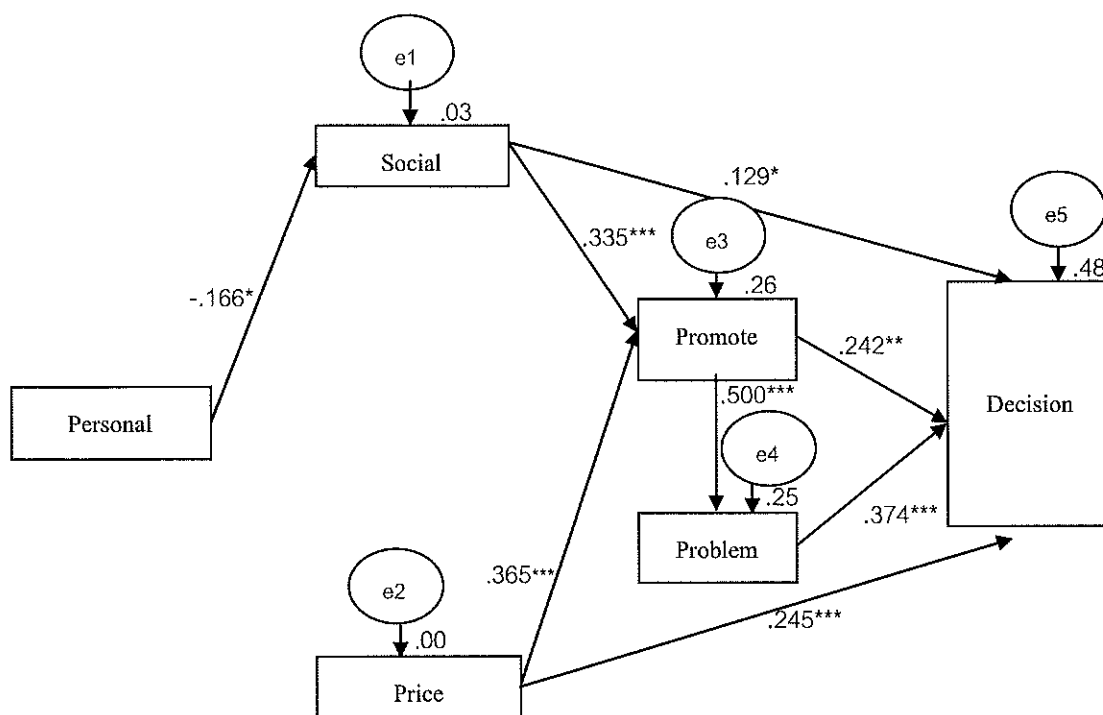 e1
.03
Social
.129*
e5
.335***
e3
.48
-.166*
.26
Promote
.242**
.500***
Decision
Personal
e4
.25
.374***
Problem
.365***
e2
.245***
.00
Price